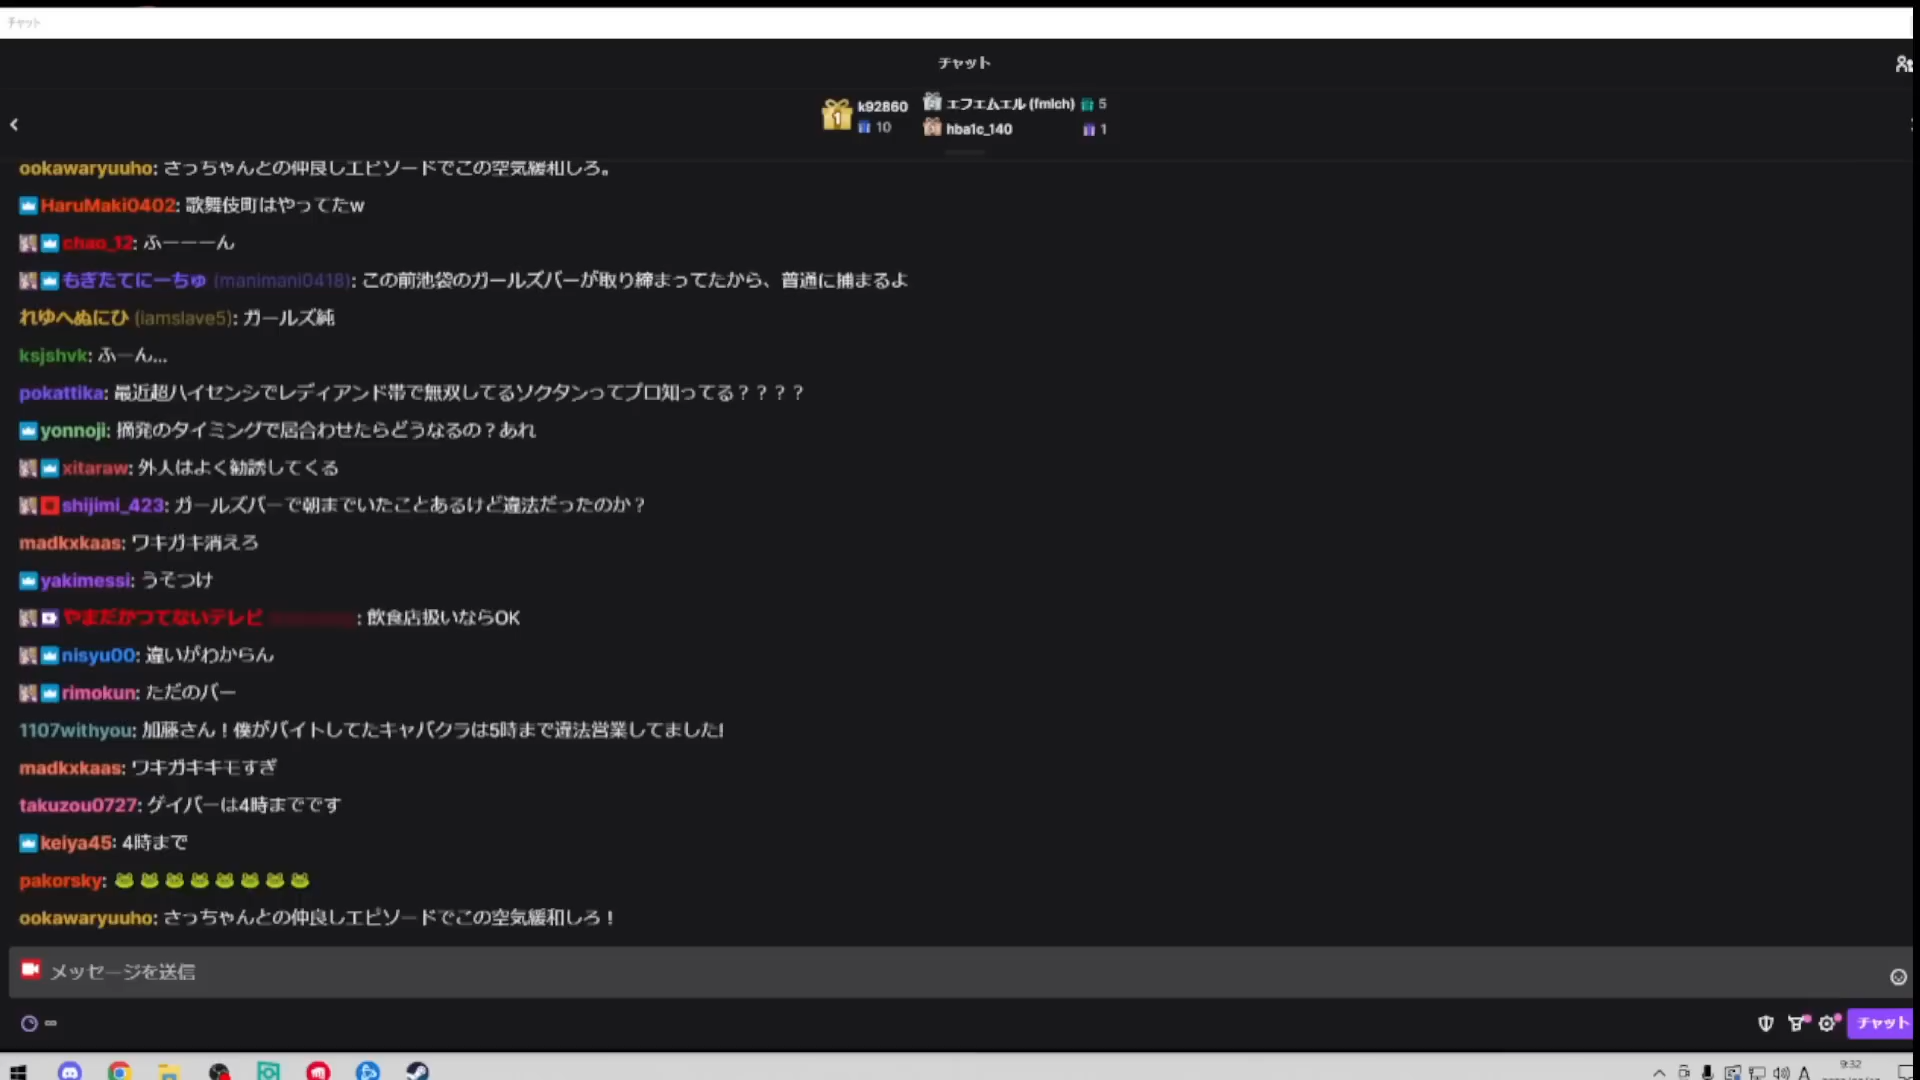 チャット
チャット
k92860
10
エフェムエル (fmlch) 5
hba1c_140 1
ookawaryuuho: さっちゃんとの仲良しエピソードでこの空気緩和しろ。
HaruMaki0402: 歌舞伎町はやってたw
chao_12: ふーーーん
もぎたてにーちゅ (manimani0418): この前池袋のガールズバーが取り締まってたから、普通に捕まるよ
れゆへぬにひ (iamslave5): ガールズ純
ksjshvk: ふーん...
pokattika: 最近超ハイセンシでレディアンド帯で無双してるソクタンってプロ知ってる？？？？
yonnoji: 摘発のタイミングで居合わせたらどうなるの？あれ
xitaraw: 外人はよく勧誘してくる
shijimi_423: ガールズバーで朝までいたことあるけど違法だったのか？
madkxkaas: ワキガキ消えろ
yakimessi: うそつけ
やまだかつてないテレビ : 飲食店扱いならOK
nisyu00: 違いがわからん
rimokun: ただのバー
1107withyou: 加藤さん！僕がバイトしてたキャバクラは5時まで違法営業してました!
madkxkaas: ワキガキキモすぎ
takuzou0727: ゲイバーは4時までです
keiya45: 4時まで
pakorsky: 🐸🐸🐸🐸🐸🐸🐸🐸
ookawaryuuho: さっちゃんとの仲良しエピソードでこの空気緩和しろ！
メッセージを送信
チャット
A
9:32